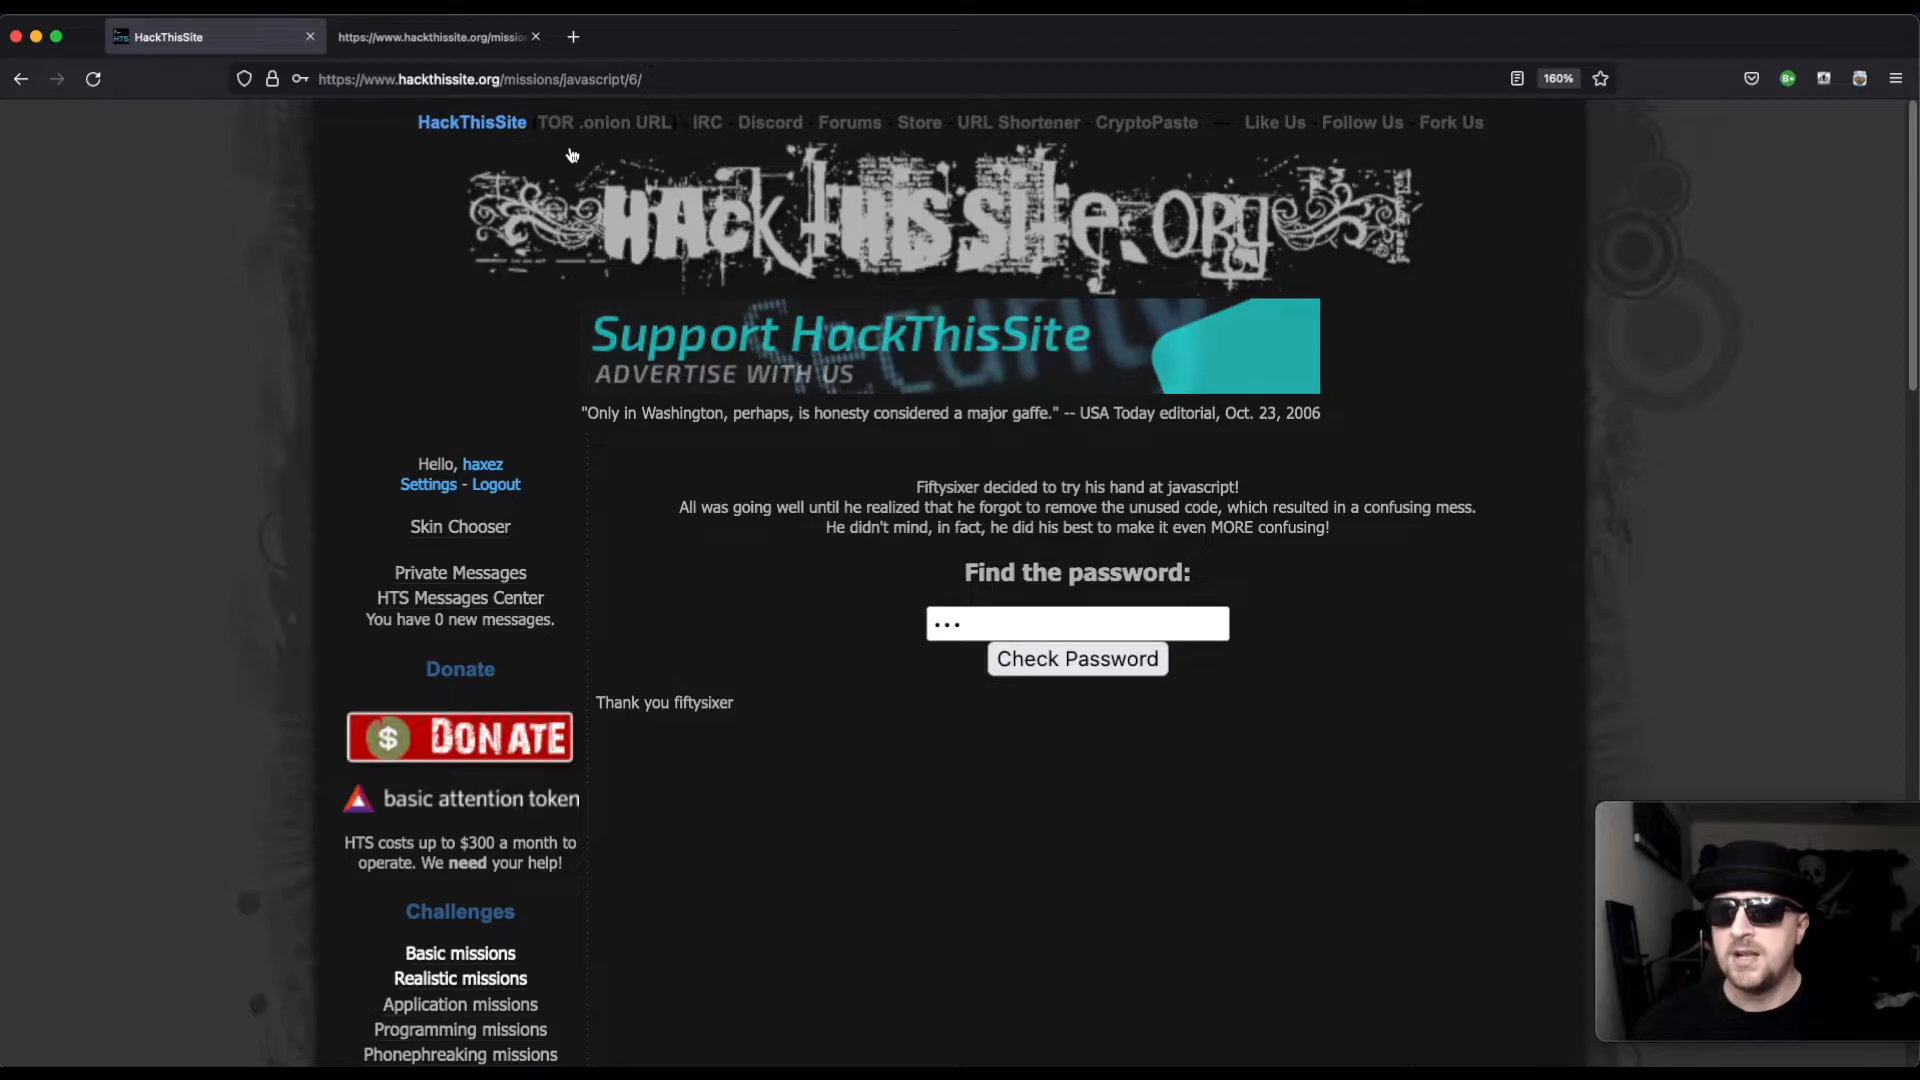 HackThisSite
https://www.hackthissite.org/missio
https://www.hackthissite.org/missions/javascript/6/
160%
HackThisSite (TOR .onion URL) - IRC - Discord - Forums - Store - URL Shortener - CryptoPaste — Like Us - Follow Us - Fork Us
Hack This Site.org
Security
Support HackThisSite
ADVERTISE WITH US
"Only in Washington, perhaps, is honesty considered a major gaffe." -- USA Today editorial, Oct. 23, 2006
Hello, haxez
Settings - Logout
Skin Chooser
Private Messages
HTS Messages Center
You have 0 new messages.
Donate
$ DONATE
basic attention token
HTS costs up to $300 a month to
operate. We need your help!
Challenges
Basic missions
Realistic missions
Application missions
Programming missions
Phonephreaking missions
Fiftysixer decided to try his hand at javascript!
All was going well until he realized that he forgot to remove the unused code, which resulted in a confusing mess.
He didn't mind, in fact, he did his best to make it even MORE confusing!
Find the password:
•••
Check Password
Thank you fiftysixer